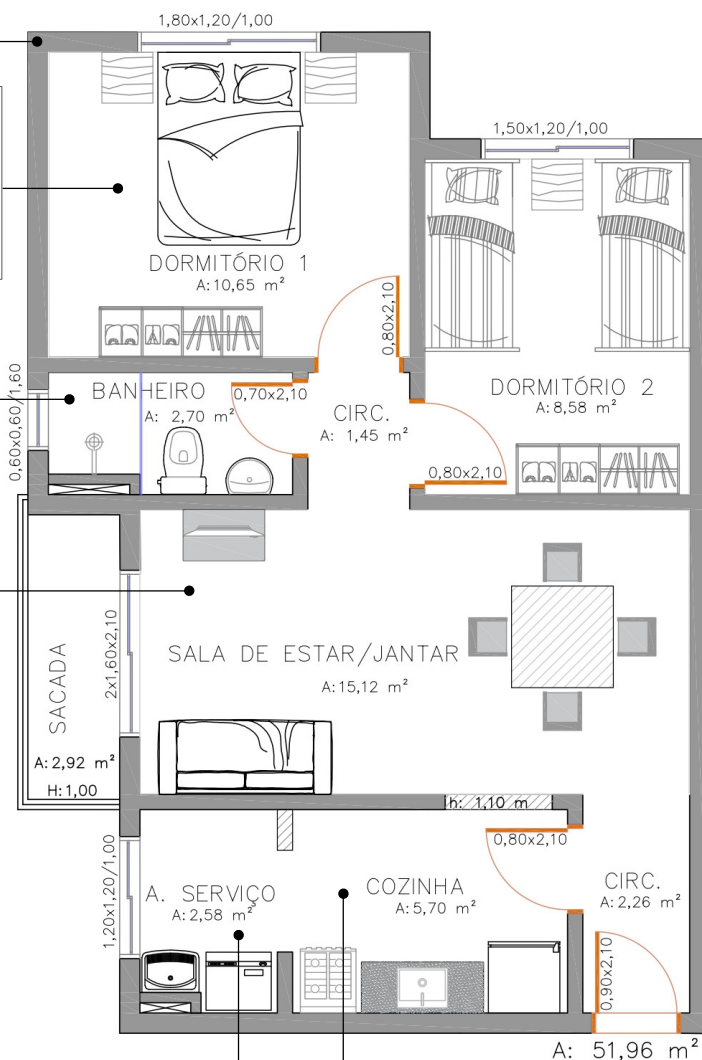 1,80x1,20/1,00
1,50x1,20/1,00
DORMITÓRIO 1
A:10,65 m²
0,80x2,10
0,60x0,60/1,60
BANHEIRO
A: 2,70 m²
0,70x2,10
CIRC.
A: 1,45 m²
DORMITÓRIO 2
A:8,58 m²
0,80x2,10
2x1,60x2,10
SACADA
A:2,92 m²
H:1,00
SALA DE ESTAR/JANTAR
A:15,12 m²
h: 1,10 m
0,80x2,10
1,20x1,20/1,00
A. SERVIÇO
A:2,58 m²
COZINHA
A:5,70 m²
CIRC.
A:2,26 m²
0,90x2,10
A: 51,96 m²